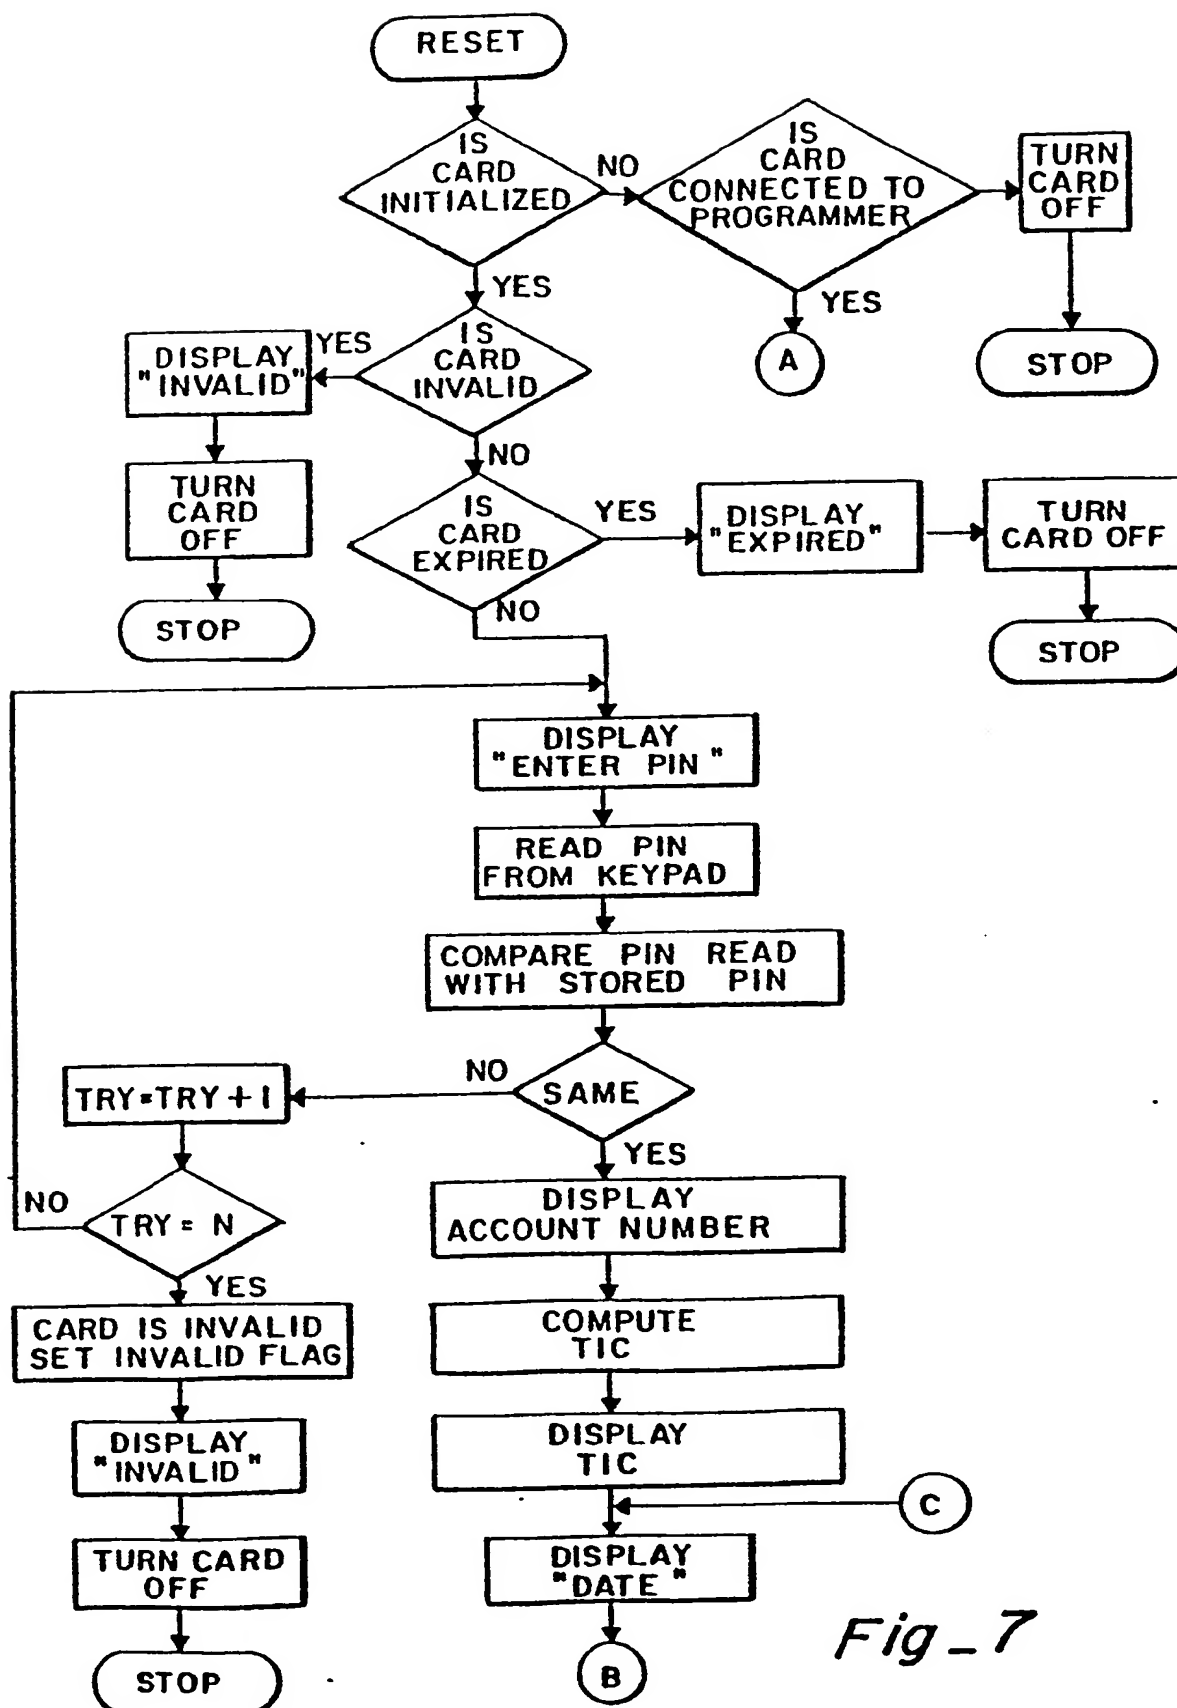 RESET
IS
CARD
INITIALIZED
NO
IS
CARD
CONNECTED TO
PROGRAMMER
TURN
CARD
OFF
YES
YES
A
STOP
IS
CARD
INVALID
YES
DISPLAY
"INVALID"
TURN
CARD
OFF
STOP
NO
IS
CARD
EXPIRED
YES
DISPLAY
"EXPIRED"
TURN
CARD OFF
STOP
NO
DISPLAY
"ENTER PIN"
READ PIN
FROM KEYPAD
COMPARE PIN READ
WITH STORED PIN
SAME
NO
TRY=TRY+1
YES
TRY= N
NO
YES
CARD IS INVALID
SET INVALID FLAG
DISPLAY
"INVALID"
TURN CARD
OFF
STOP
DISPLAY
ACCOUNT NUMBER
COMPUTE
TIC
DISPLAY
TIC
C
DISPLAY
"DATE"
B
Fig_7